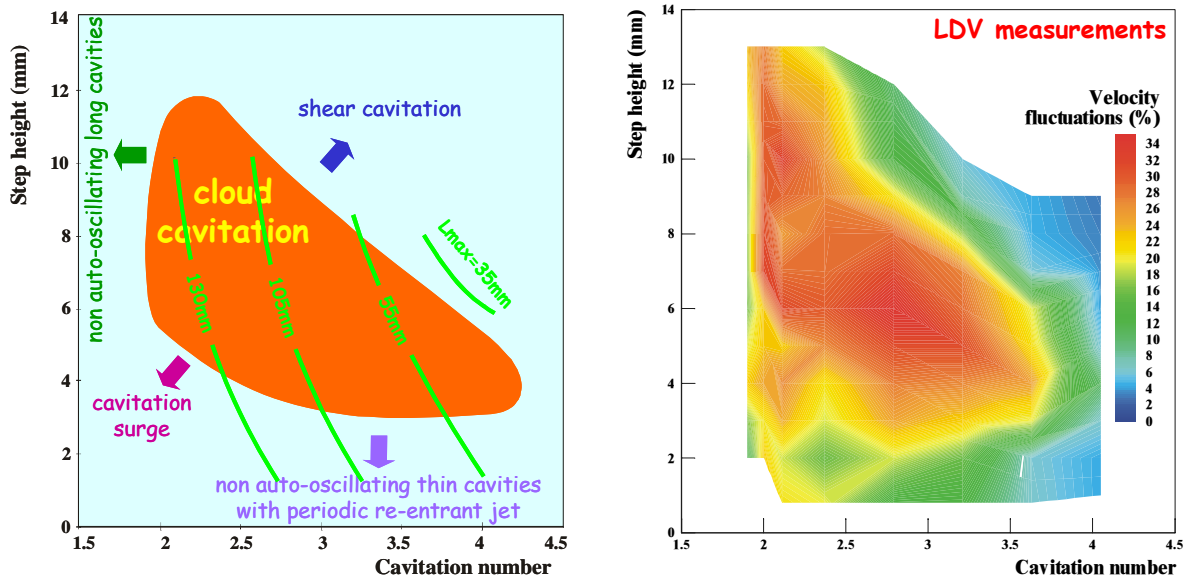 14
12
10
8
6
4
2
0
Step height (mm)
non auto-oscillating long cavities
shear cavitation
cloud
cavitation
Lmax=35mm
130mm
105mm
55mm
cavitation
surge
non auto-oscillating thin cavities
with periodic re-entrant jet
1.5 2 2.5 3 3.5 4 4.5
Cavitation number
LDV measurements
14
12
10
8
6
4
2
0
Step height (mm)
Velocity
fluctuations (%)
34
32
30
28
26
24
22
20
18
16
14
12
10
8
6
4
2
0
1.5 2 2.5 3 3.5 4 4.5
Cavitation number